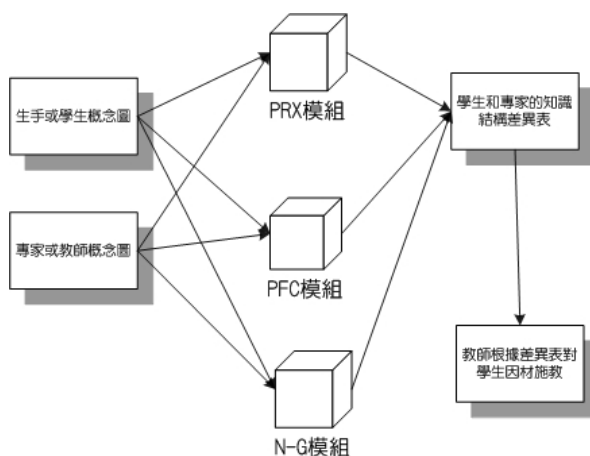 生手或學生概念圖
專家或教師概念圖
PRX模組
PFC模組
N-G模組
學生和專家的知識
結構差異表
教師根據差異表對
學生因材施教